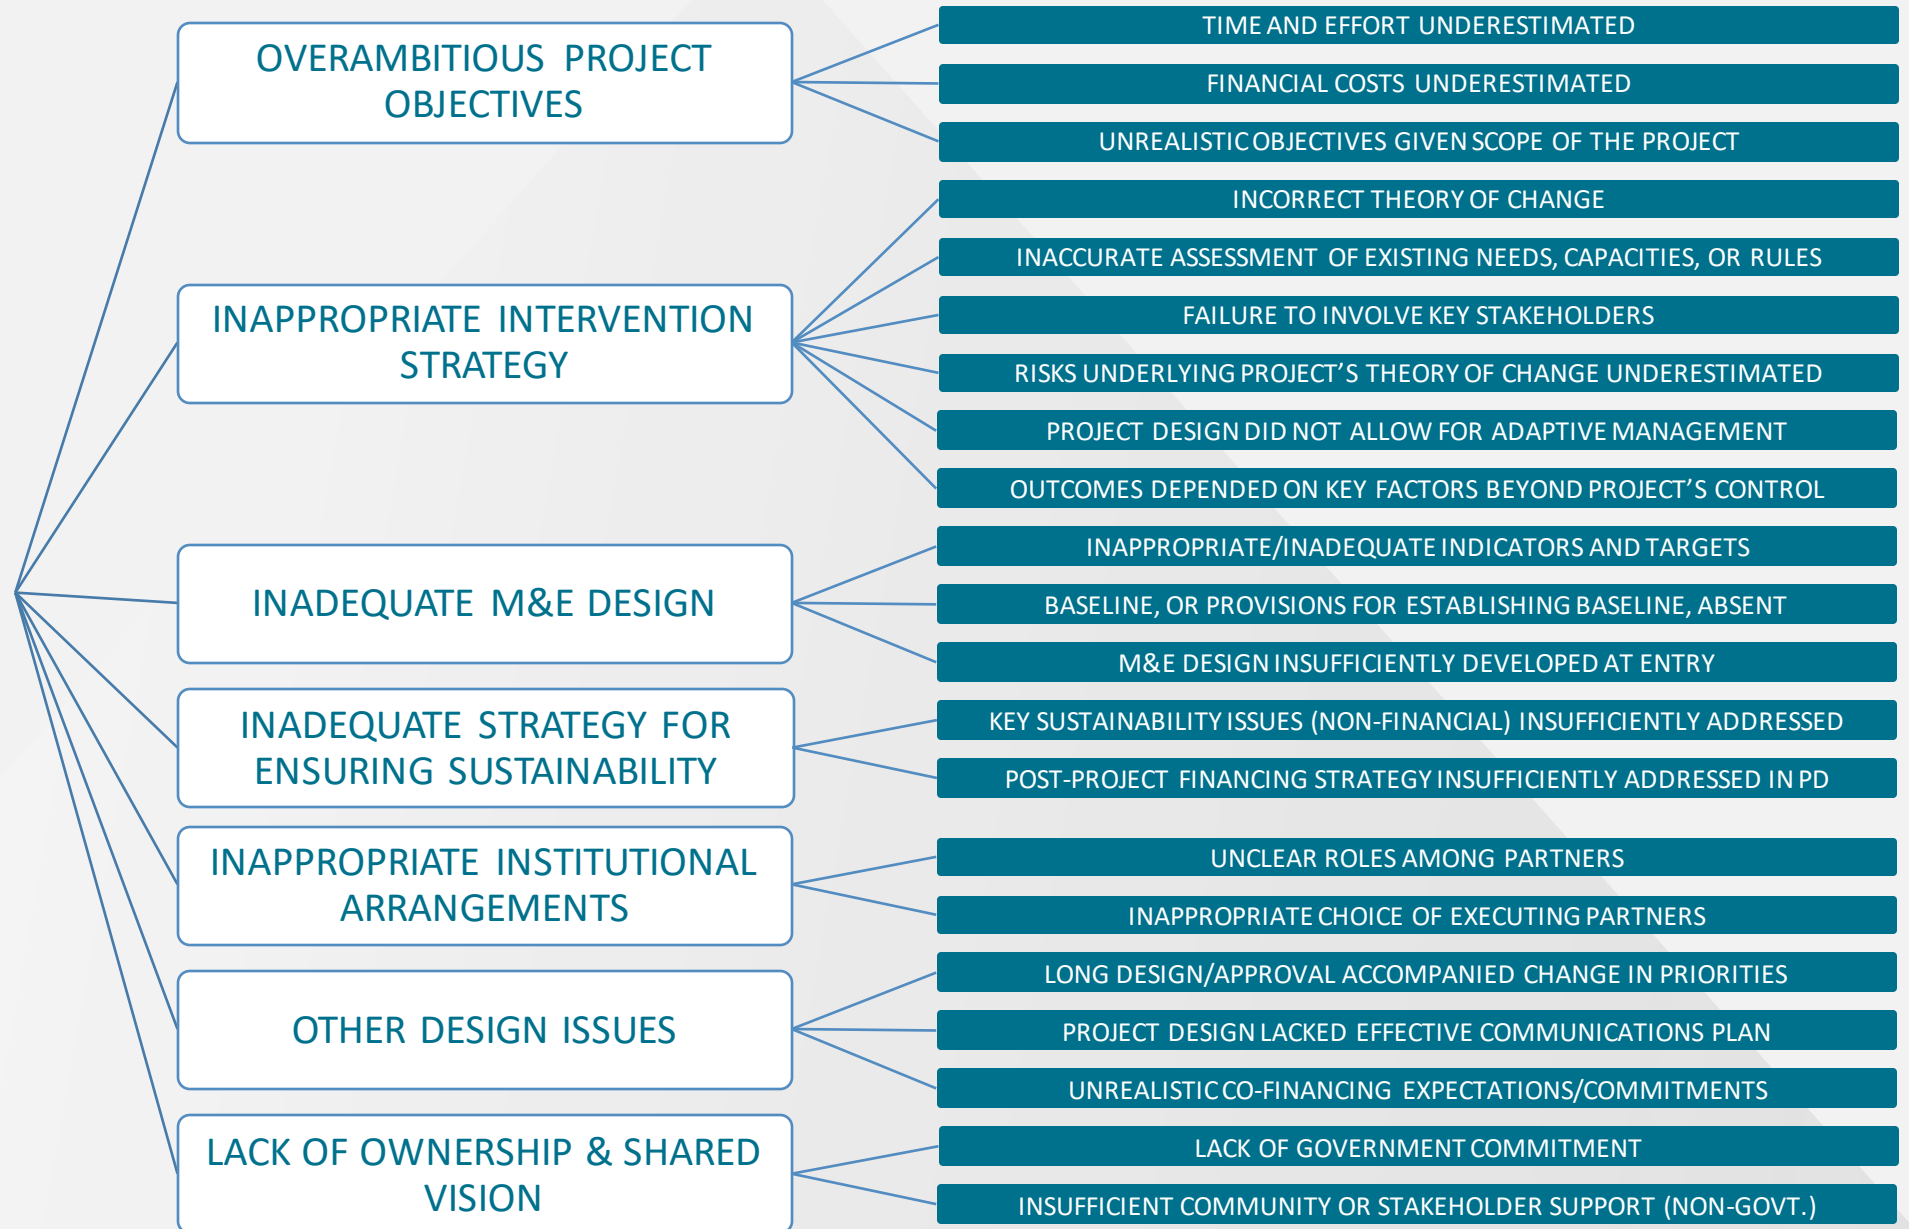 OVERAMBITIOUS PROJECT
OBJECTIVES
TIME AND EFFORT UNDERESTIMATED
FINANCIAL COSTS UNDERESTIMATED
UNREALISTIC OBJECTIVES GIVEN SCOPE OF THE PROJECT
INAPPROPRIATE INTERVENTION
STRATEGY
INCORRECT THEORY OF CHANGE
INACCURATE ASSESSMENT OF EXISTING NEEDS, CAPACITIES, OR RULES
FAILURE TO INVOLVE KEY STAKEHOLDERS
RISKS UNDERLYING PROJECT’S THEORY OF CHANGE UNDERESTIMATED
PROJECT DESIGN DID NOT ALLOW FOR ADAPTIVE MANAGEMENT
OUTCOMES DEPENDED ON KEY FACTORS BEYOND PROJECT’S CONTROL
INADEQUATE M&E DESIGN
INAPPROPRIATE/INADEQUATE INDICATORS AND TARGETS
BASELINE, OR PROVISIONS FOR ESTABLISHING BASELINE, ABSENT
M&E DESIGN INSUFFICIENTLY DEVELOPED AT ENTRY
INADEQUATE STRATEGY FOR
ENSURING SUSTAINABILITY
KEY SUSTAINABILITY ISSUES (NON-FINANCIAL) INSUFFICIENTLY ADDRESSED
POST-PROJECT FINANCING STRATEGY INSUFFICIENTLY ADDRESSED IN PD
INAPPROPRIATE INSTITUTIONAL
ARRANGEMENTS
UNCLEAR ROLES AMONG PARTNERS
INAPPROPRIATE CHOICE OF EXECUTING PARTNERS
OTHER DESIGN ISSUES
LONG DESIGN/APPROVAL ACCOMPANIED CHANGE IN PRIORITIES
PROJECT DESIGN LACKED EFFECTIVE COMMUNICATIONS PLAN
UNREALISTIC CO-FINANCING EXPECTATIONS/COMMITMENTS
LACK OF OWNERSHIP & SHARED
VISION
LACK OF GOVERNMENT COMMITMENT
INSUFFICIENT COMMUNITY OR STAKEHOLDER SUPPORT (NON-GOVT.)